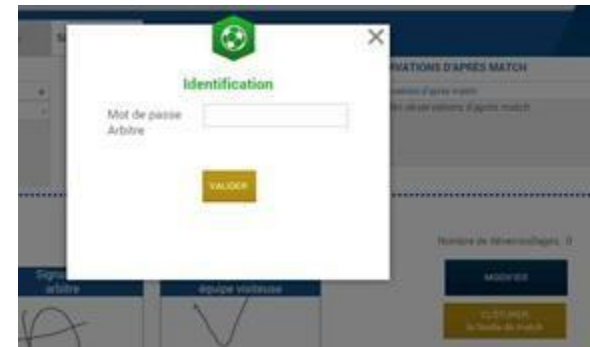 OBSERVATIONS D'APRÈS MATCH
Identification
Mot de passe
Arbitre
VALIDER
Nombre de déverrouillages 0
arbitre
équipe visiteuse
MODIFIER
CLÔTURER
la feuille de match